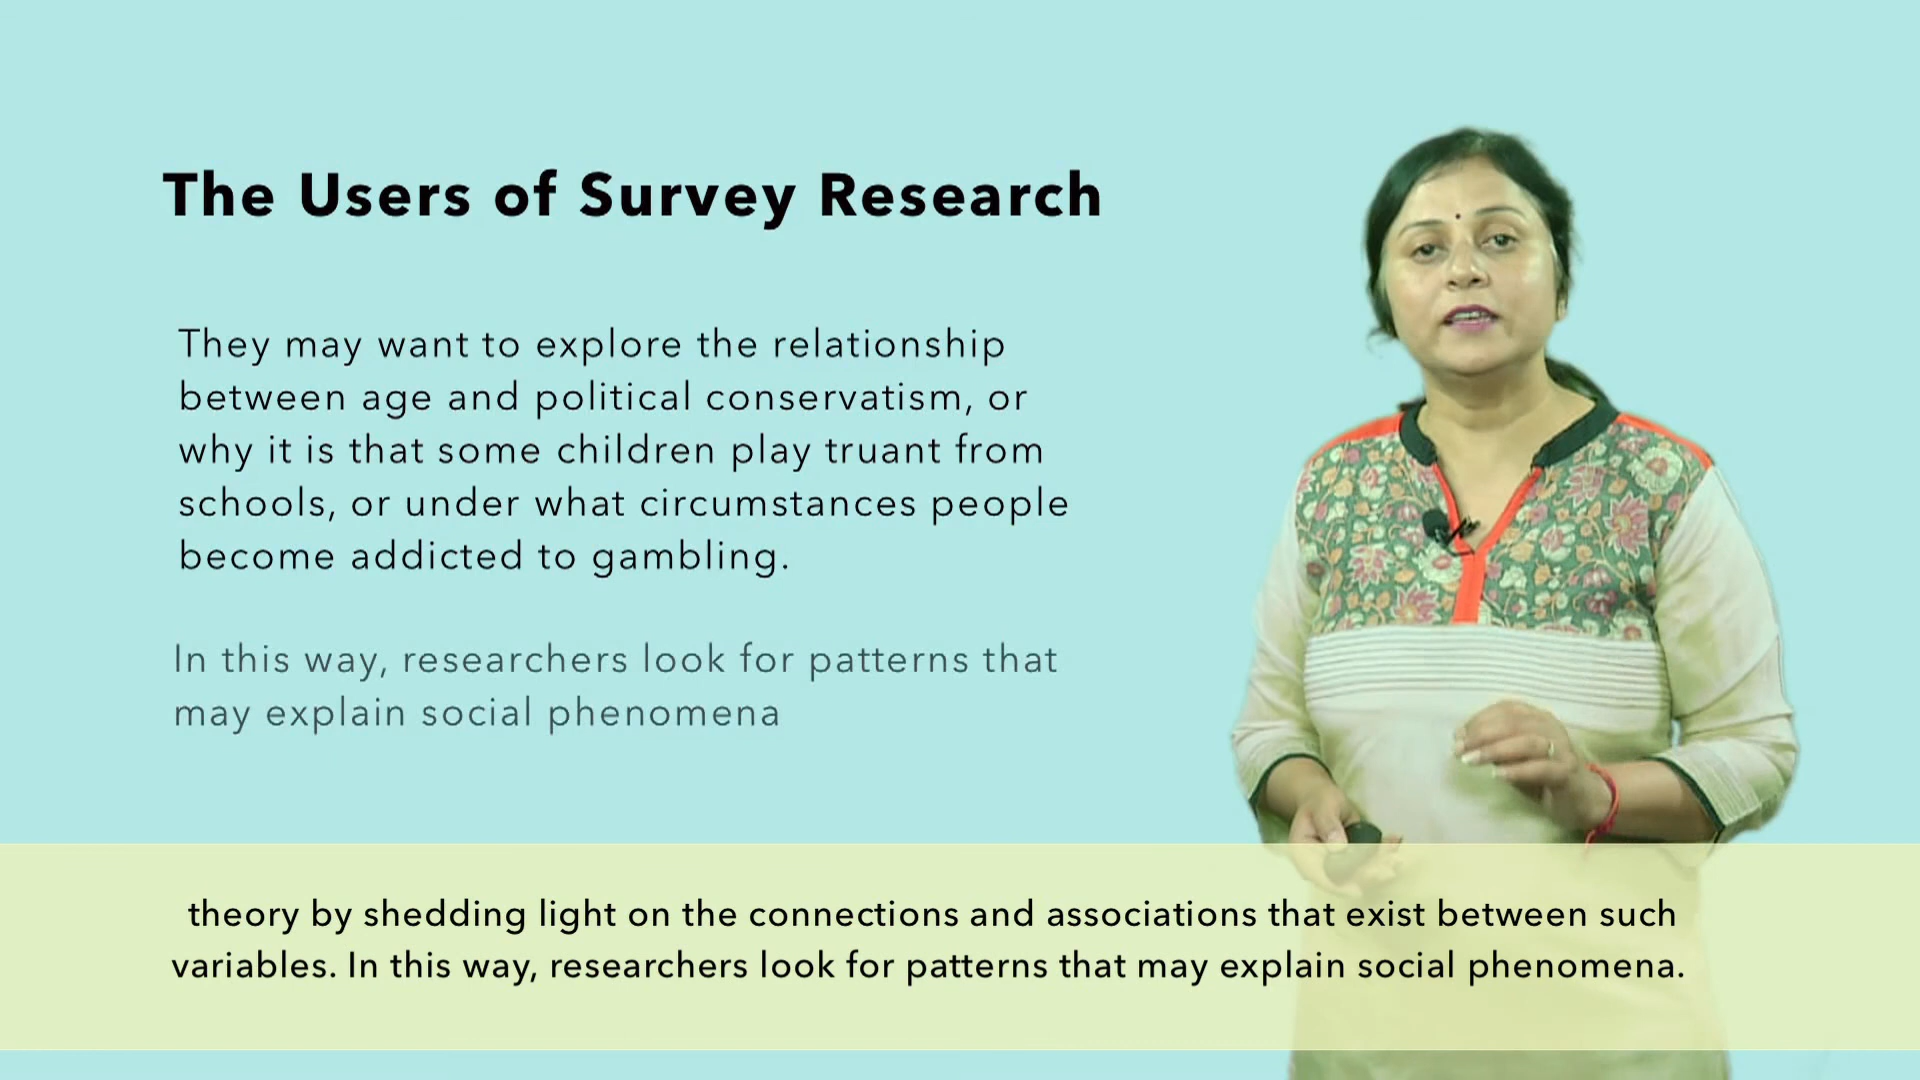 The Users of Survey Research
They may want to explore the relationship
between age and political conservatism, or
why it is that some children play truant from
schools, or under what circumstances people
become addicted to gambling.
In this way, researchers look for patterns that
may explain social phenomena
theory by shedding light on the connections and associations that exist between such
variables. In this way, researchers look for patterns that may explain social phenomena.